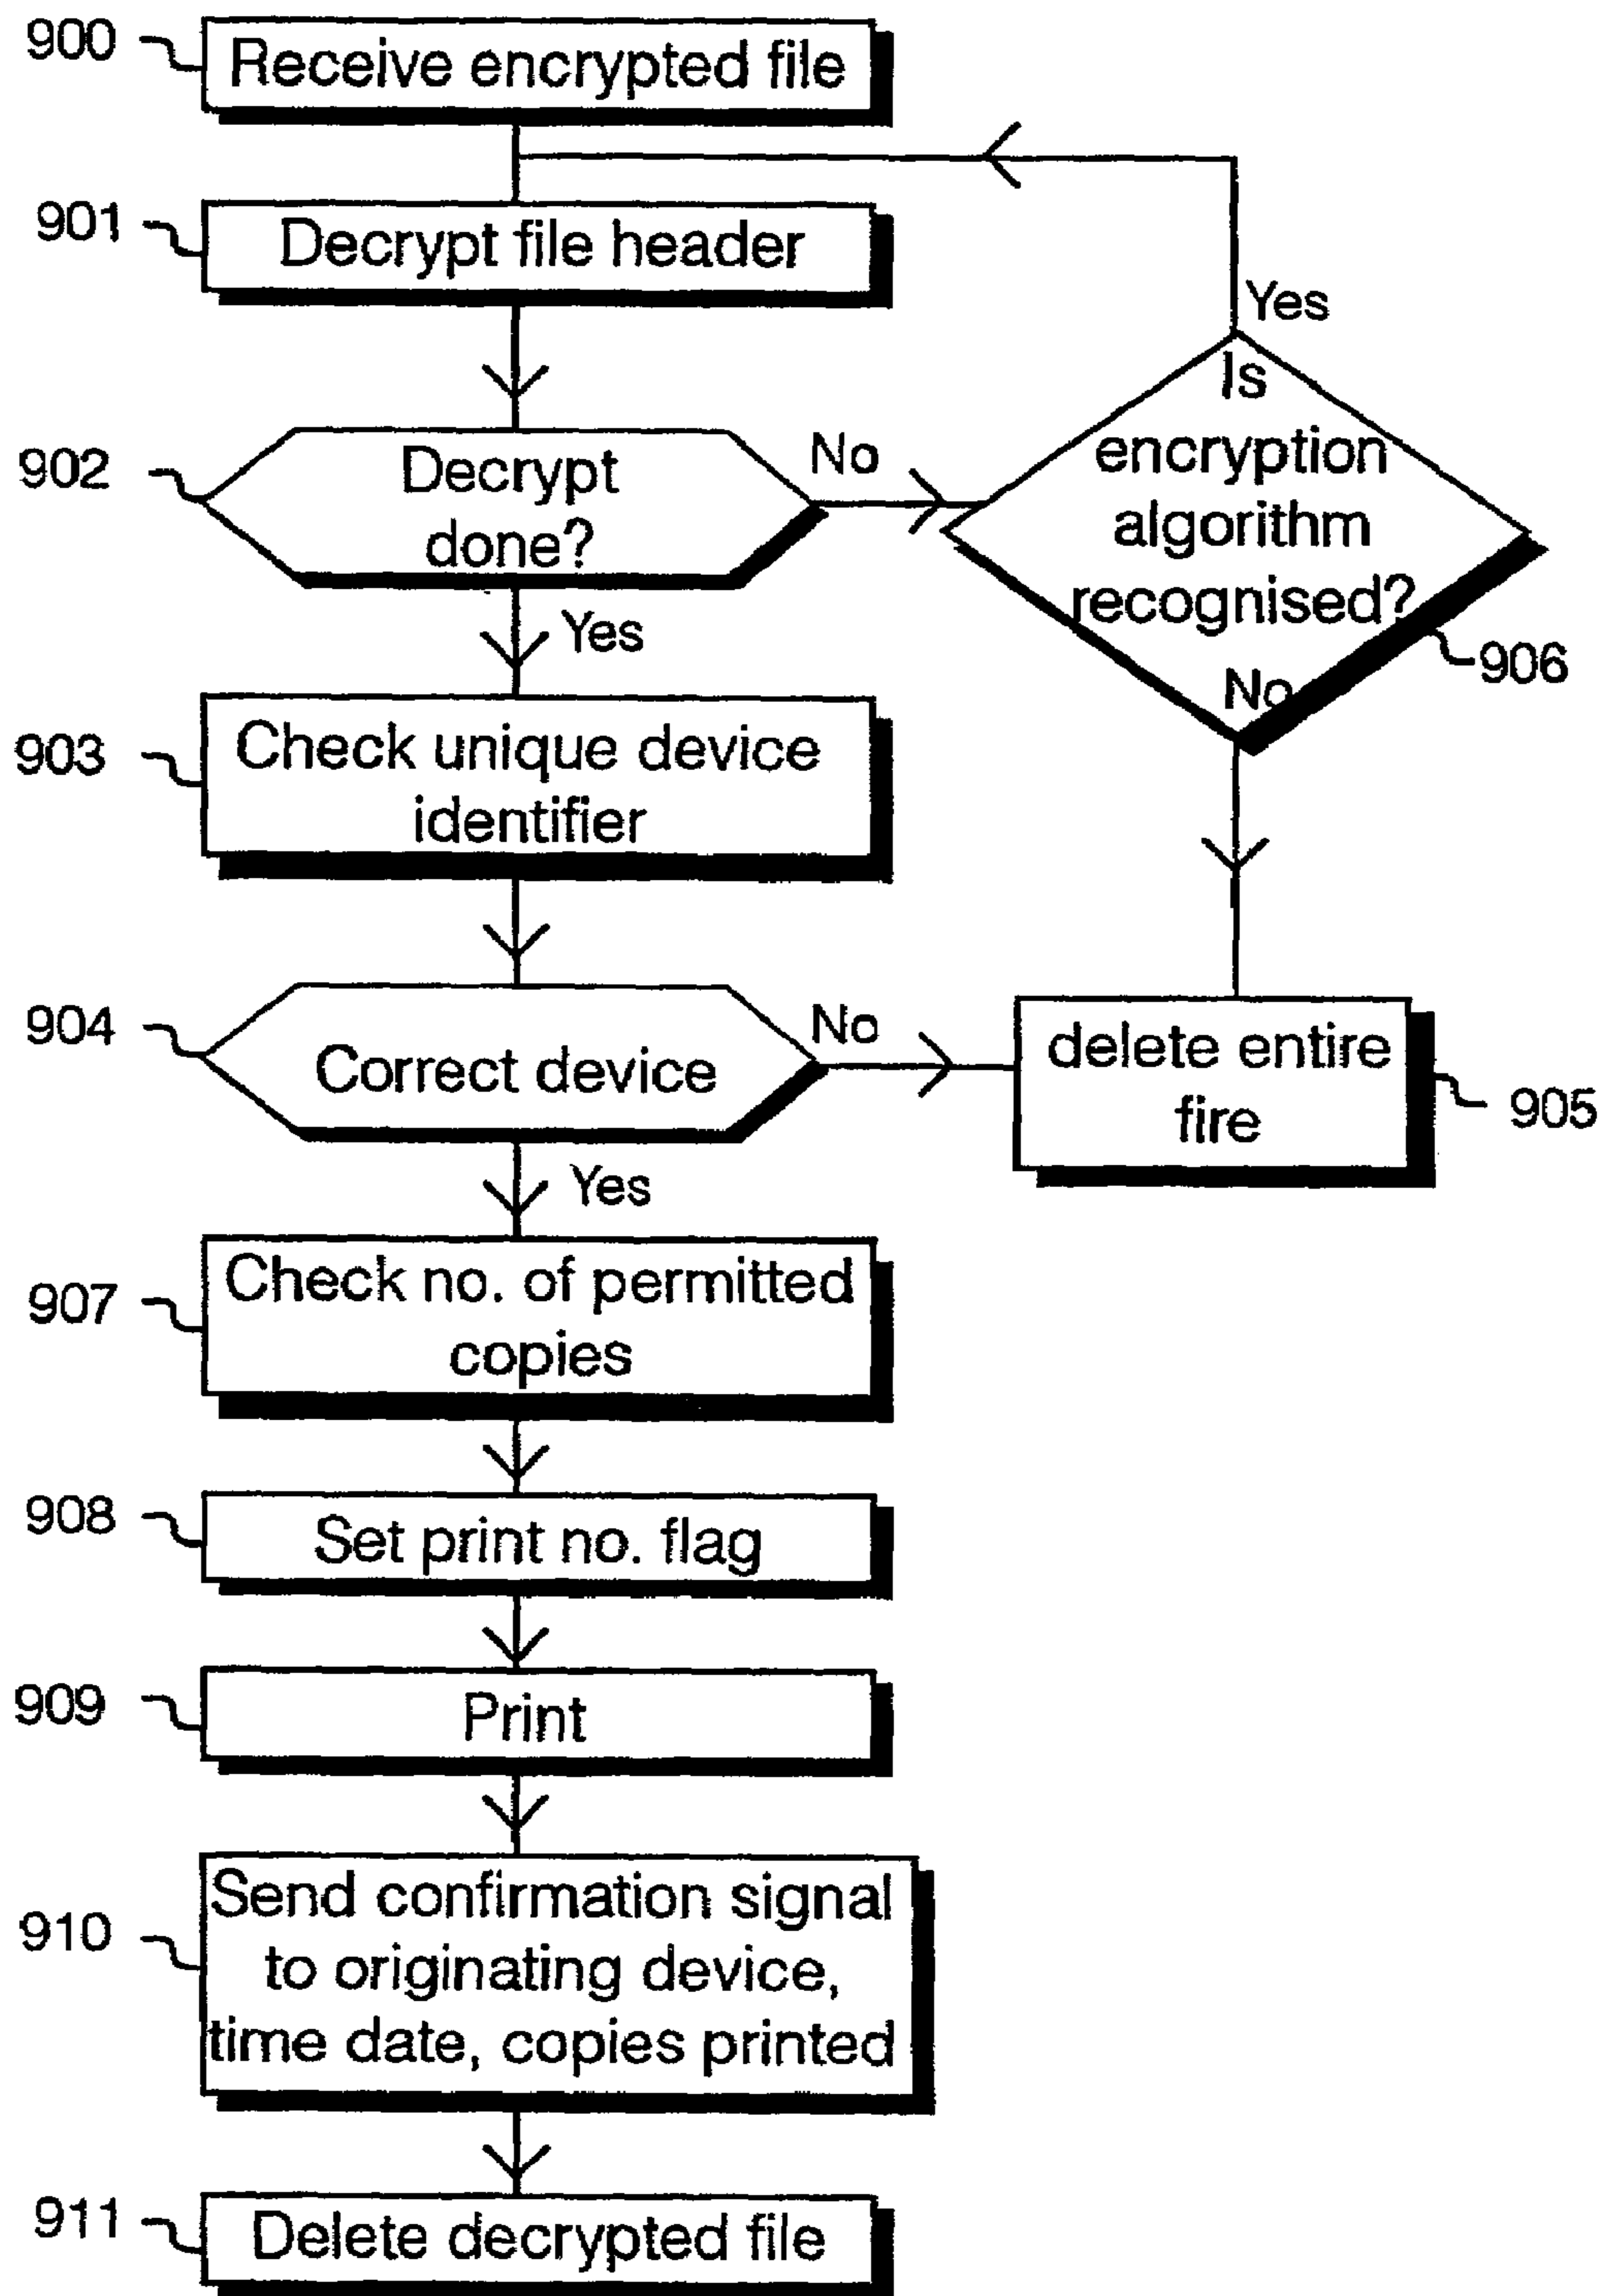 900
Receive encrypted file
901
Decrypt file header
902
Decrypt
done?
No
Yes
Yes
Is
encryption
algorithm
recognised?
No
906
903
Check unique device
identifier
904
Correct device
No
Yes
delete entire
fire
905
907
Check no. of permitted
copies
908
Set print no. flag
909
Print
910
Send confirmation signal
to originating device,
time date, copies printed
911
Delete decrypted file